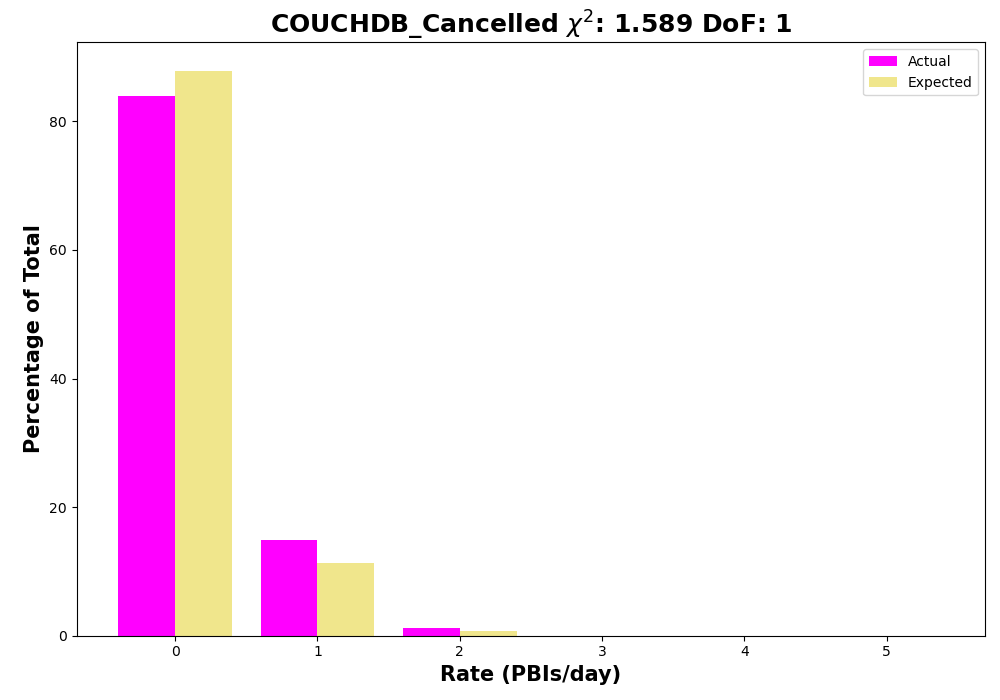 COUCHDB_Cancelled χ²: 1.589 DoF: 1
Actual
Expected
Percentage of Total
80
60
40
20
0
0 1 2 3 4 5
Rate (PBIs/day)